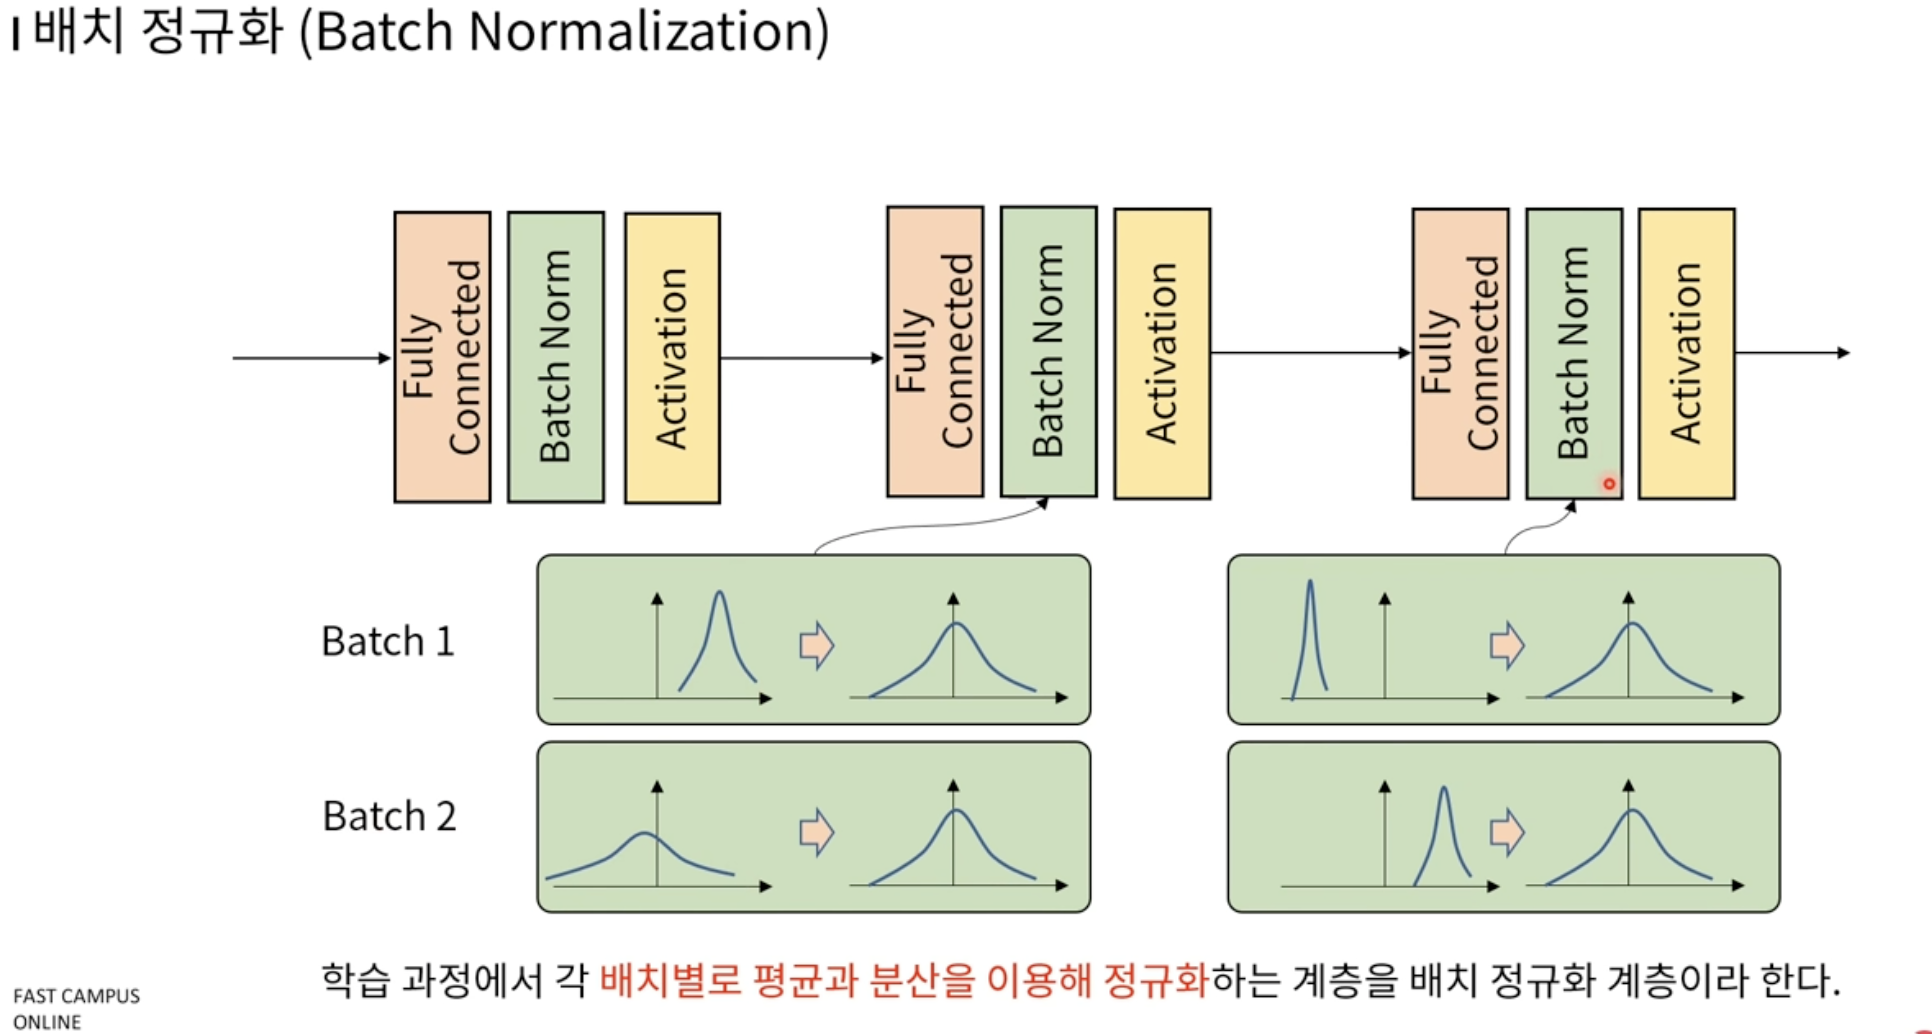 배치 정규화 (Batch Normalization)
Fully
Connected
Batch Norm
Activation
Fully
Connected
Batch Norm
Activation
Fully
Connected
Batch Norm
Activation
Batch 1
Batch 2
학습 과정에서 각 배치별로 평균과 분산을 이용해 정규화하는 계층을 배치 정규화 계층이라 한다.
FAST CAMPUS
ONLINE